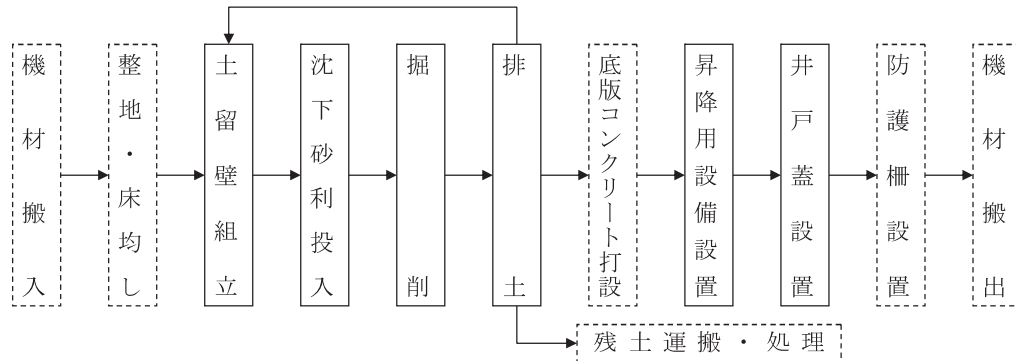 機材搬入
整地・床均し
土留壁組立
沈下砂利投入
掘削
排土
底版コンクリート打設
昇降用設備設置
井戸蓋設置
防護柵設置
機材搬出
残土運搬・処理